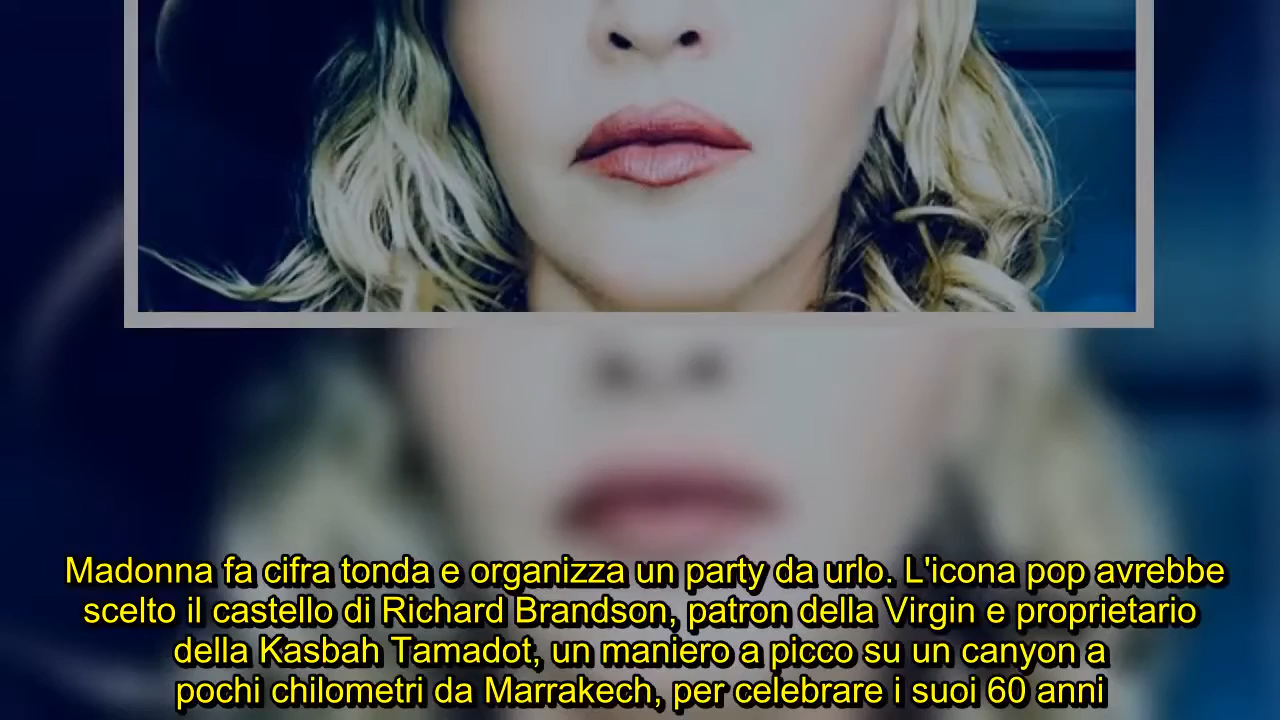 Madonna fa cifra tonda e organizza un party da urlo. L'icona pop avrebbe
scelto il castello di Richard Brandson, patron della Virgin e proprietario
della Kasbah Tamadot, un maniero a picco su un canyon a
pochi chilometri da Marrakech, per celebrare i suoi 60 anni